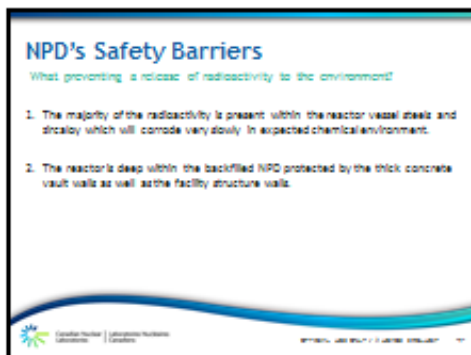 NPD's Safety Barriers
What preventing a release of radioactivity to the environment?
1. The majority of the radioactivity is present within the reactor vessel steels and
zircaloy which will corrode very slowly in expected chemical environment.
2. The reactor is deep within the backfilled NPD protected by the thick concrete
vault walls as well as the facility structure walls.
Canadian Nuclear | Laboratoires Nucléaires
Laboratories | Canadiens